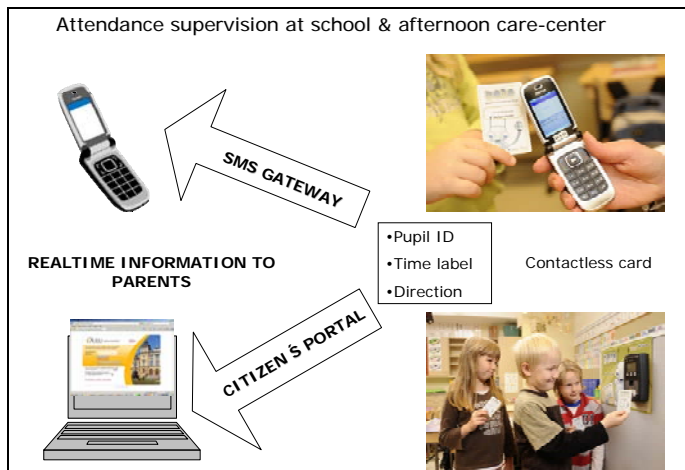 Attendance supervision at school & afternoon care-center
SMS GATEWAY
•Pupil ID
•Time label
•Direction
Contactless card
REALTIME INFORMATION TO
PARENTS
CITIZEN´S PORTAL